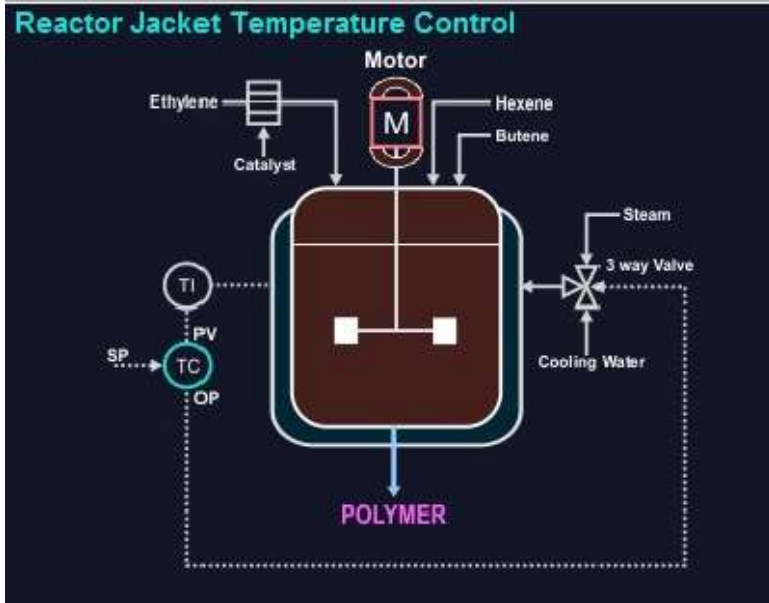 Reactor Jacket Temperature Control
Motor
Ethylene
Hexene
M
Butene
Catalyst
Steam
3 way Valve
TI
PV
SP
TC
Cooling Water
OP
POLYMER